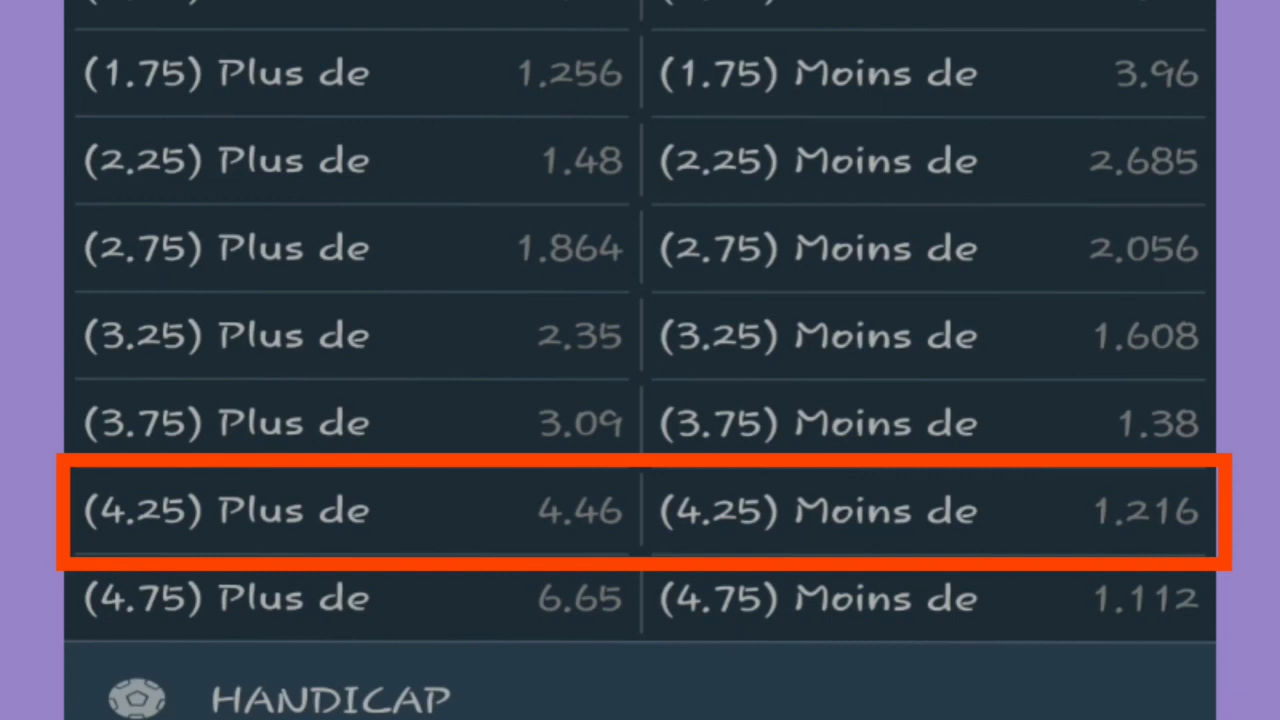 (1.75) Plus de 1.256 (1.75) Moins de 3.96
(2.25) Plus de 1.48 (2.25) Moins de 2.685
(2.75) Plus de 1.864 (2.75) Moins de 2.056
(3.25) Plus de 2.35 (3.25) Moins de 1.608
(3.75) Plus de 3.09 (3.75) Moins de 1.38
(4.25) Plus de 4.46 (4.25) Moins de 1.216
(4.75) Plus de 6.65 (4.75) Moins de 1.112
HANDICAP